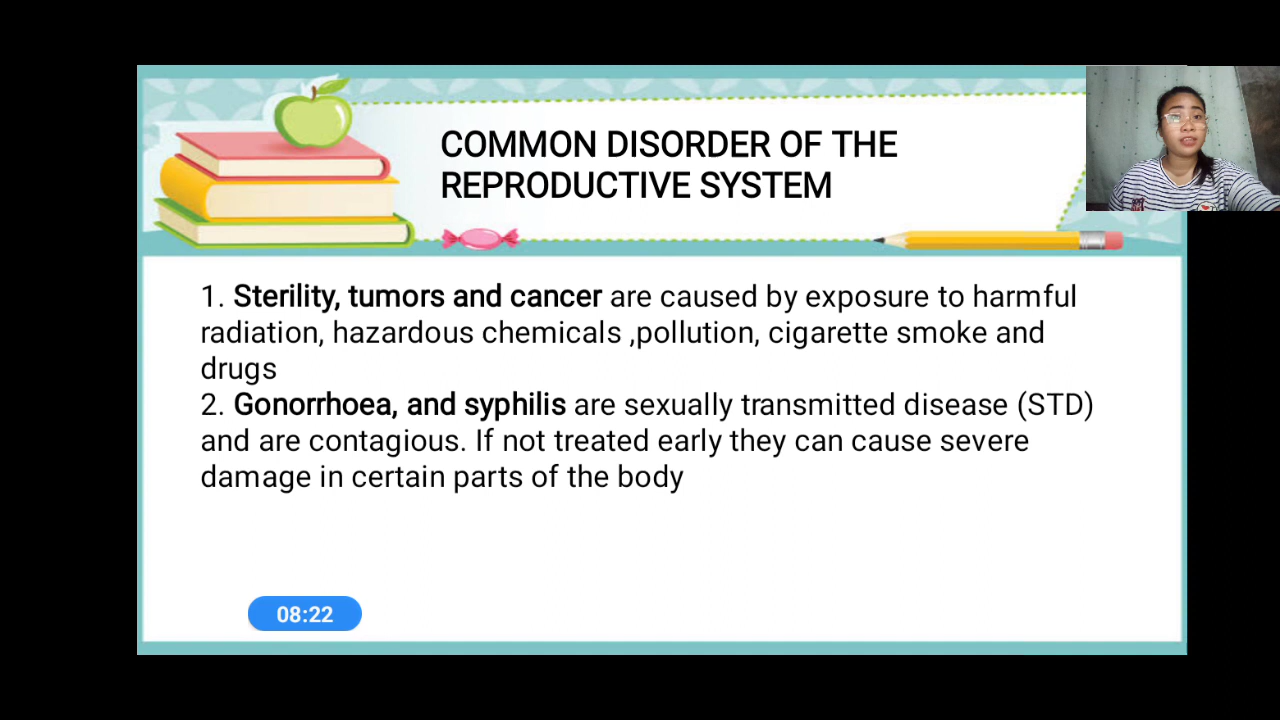 COMMON DISORDER OF THE
REPRODUCTIVE SYSTEM
1. Sterility, tumors and cancer are caused by exposure to harmful
radiation, hazardous chemicals ,pollution, cigarette smoke and
drugs
2. Gonorrhoea, and syphilis are sexually transmitted disease (STD)
and are contagious. If not treated early they can cause severe
damage in certain parts of the body
08:22